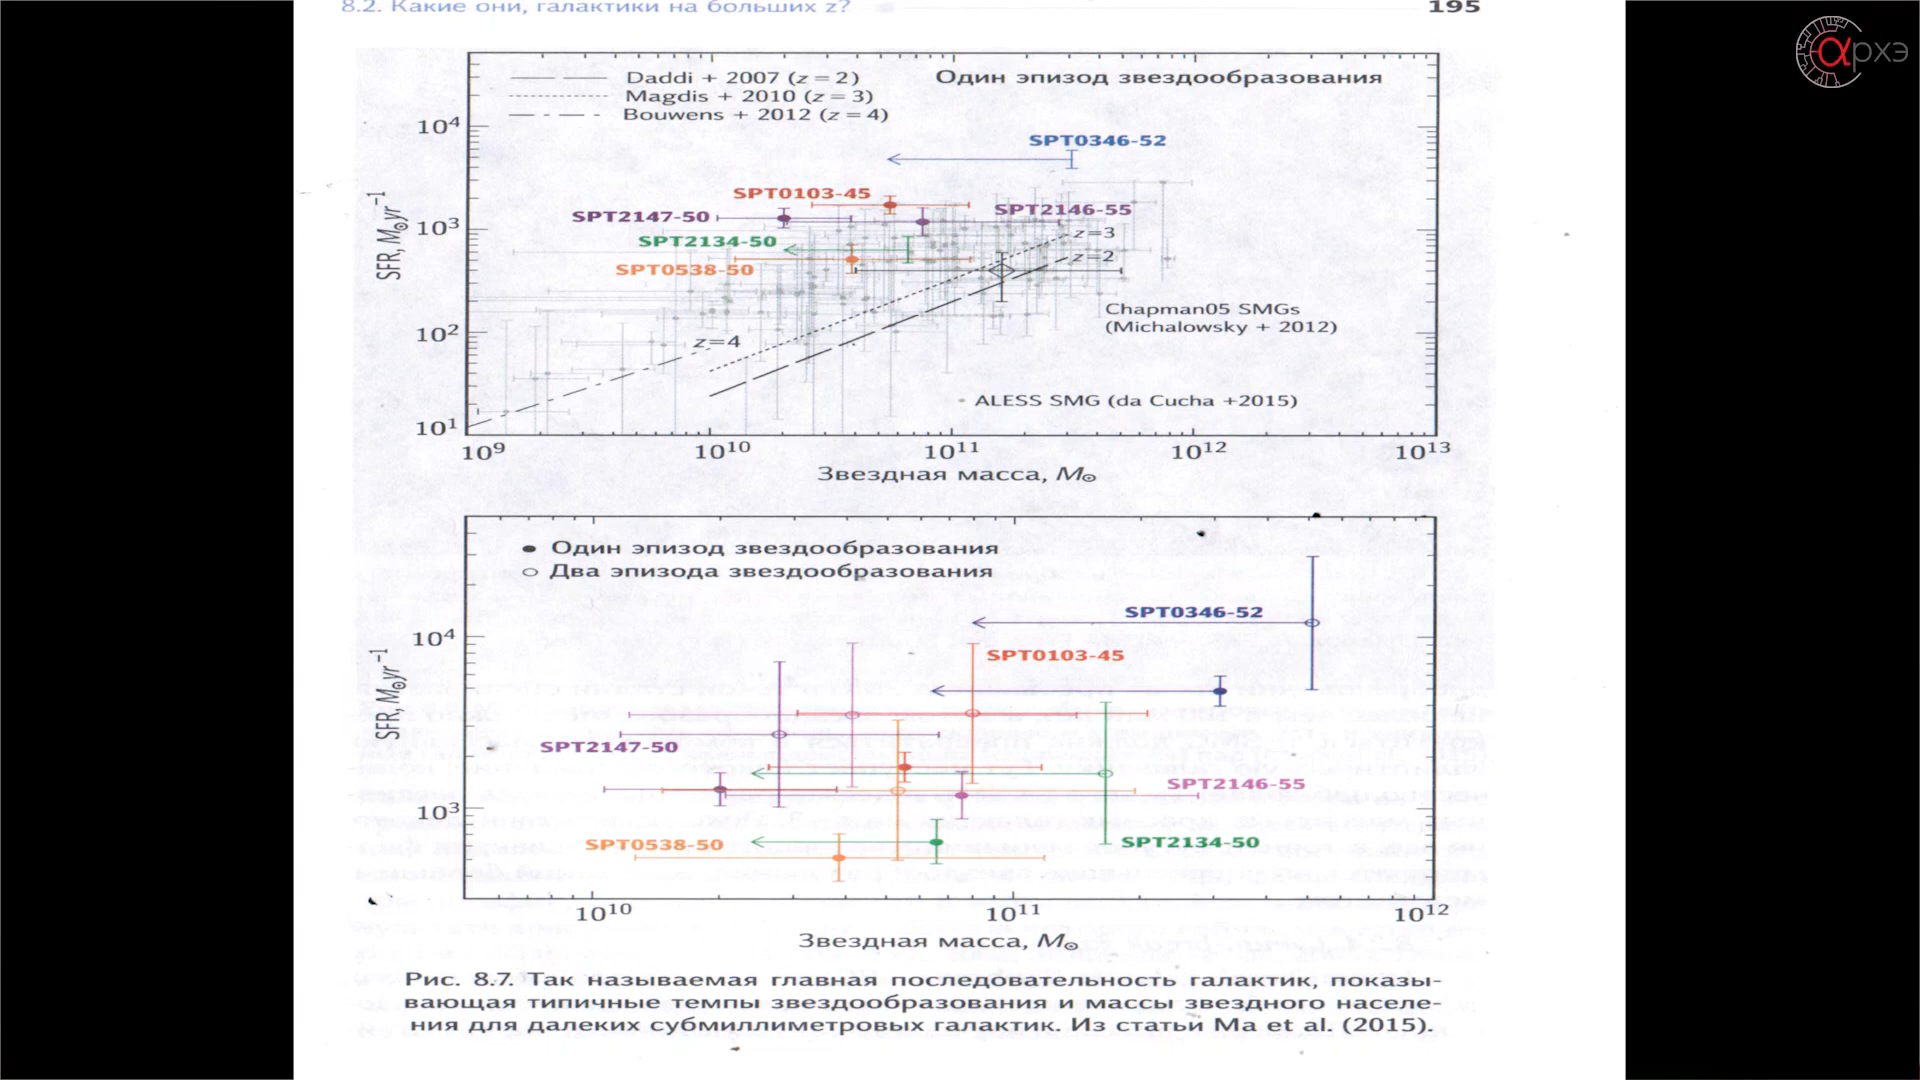 8.2. Какие они, галактики на больших z?
195
αрхэ
Daddi + 2007 (z = 2)
Magdis + 2010 (z = 3)
Bouwens + 2012 (z = 4)
Один эпизод звездообразования
SPT0346-52
SPT0103-45
SPT2147-50
SPT2146-55
SPT2134-50
SPT0538-50
z=3
z=2
z=4
Chapman05 SMGs
(Michalowsky + 2012)
ALESS SMG (da Cucha +2015)
SFR, M⊙yr⁻¹
10⁴
10³
10²
10¹
10⁹ 10¹⁰ 10¹¹ 10¹² 10¹³
Звездная масса, M⊙
Один эпизод звездообразования
Два эпизода звездообразования
SPT0346-52
SPT0103-45
SPT2147-50
SPT2146-55
SPT0538-50
SPT2134-50
SFR, M⊙yr⁻¹
10⁴
10³
10¹⁰ 10¹¹ 10¹²
Звездная масса, M⊙
Рис. 8.7. Так называемая главная последовательность галактик, показы-
вающая типичные темпы звездообразования и массы звездного населе-
ния для далеких субмиллиметровых галактик. Из статьи Ma et al. (2015).